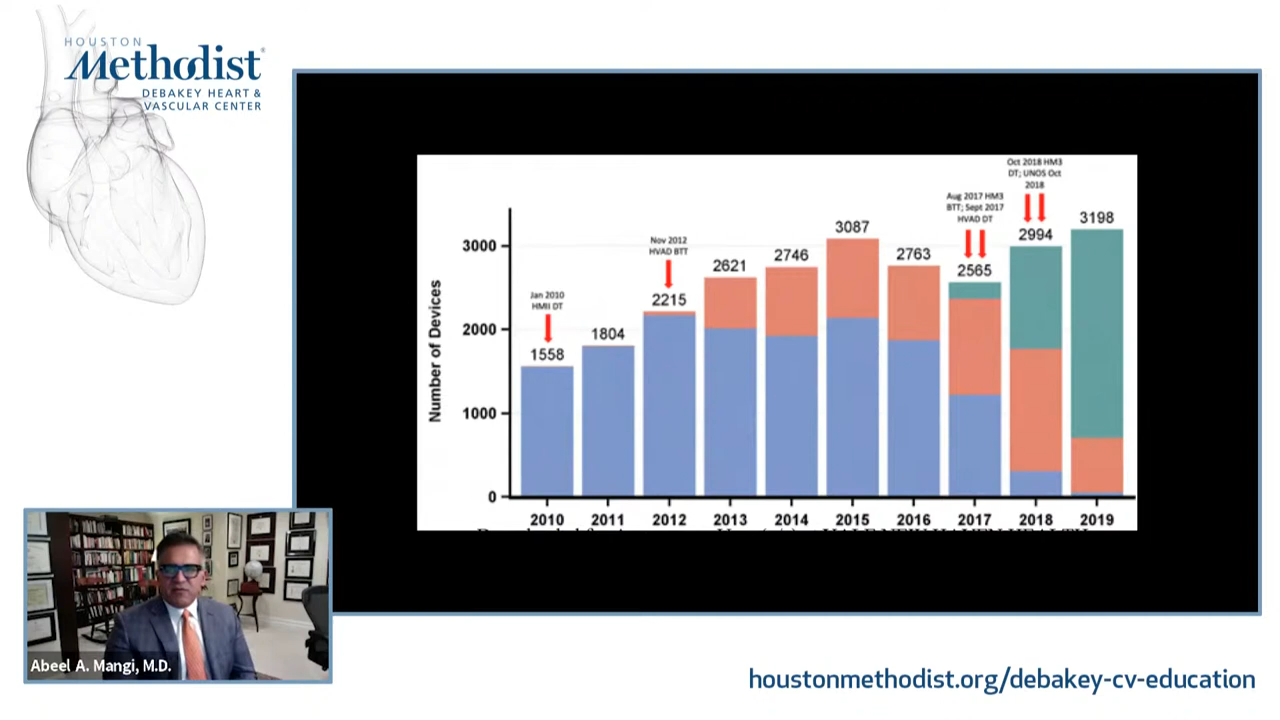 HOUSTON
Methodist®
DEBAKEY HEART &
VASCULAR CENTER
Oct 2018 HM3
DT; UNOS Oct
2018
Aug 2017 HM3
BTT; Sept 2017
HVAD DT
Nov 2012
HVAD BTT
Jan 2010
HMII DT
1558
1804
2215
2621
2746
3087
2763
2565
2994
3198
Number of Devices
3000
2000
1000
0
2010 2011 2012 2013 2014 2015 2016 2017 2018 2019
Abeel A. Mangi, M.D.
houstonmethodist.org/debakey-cv-education